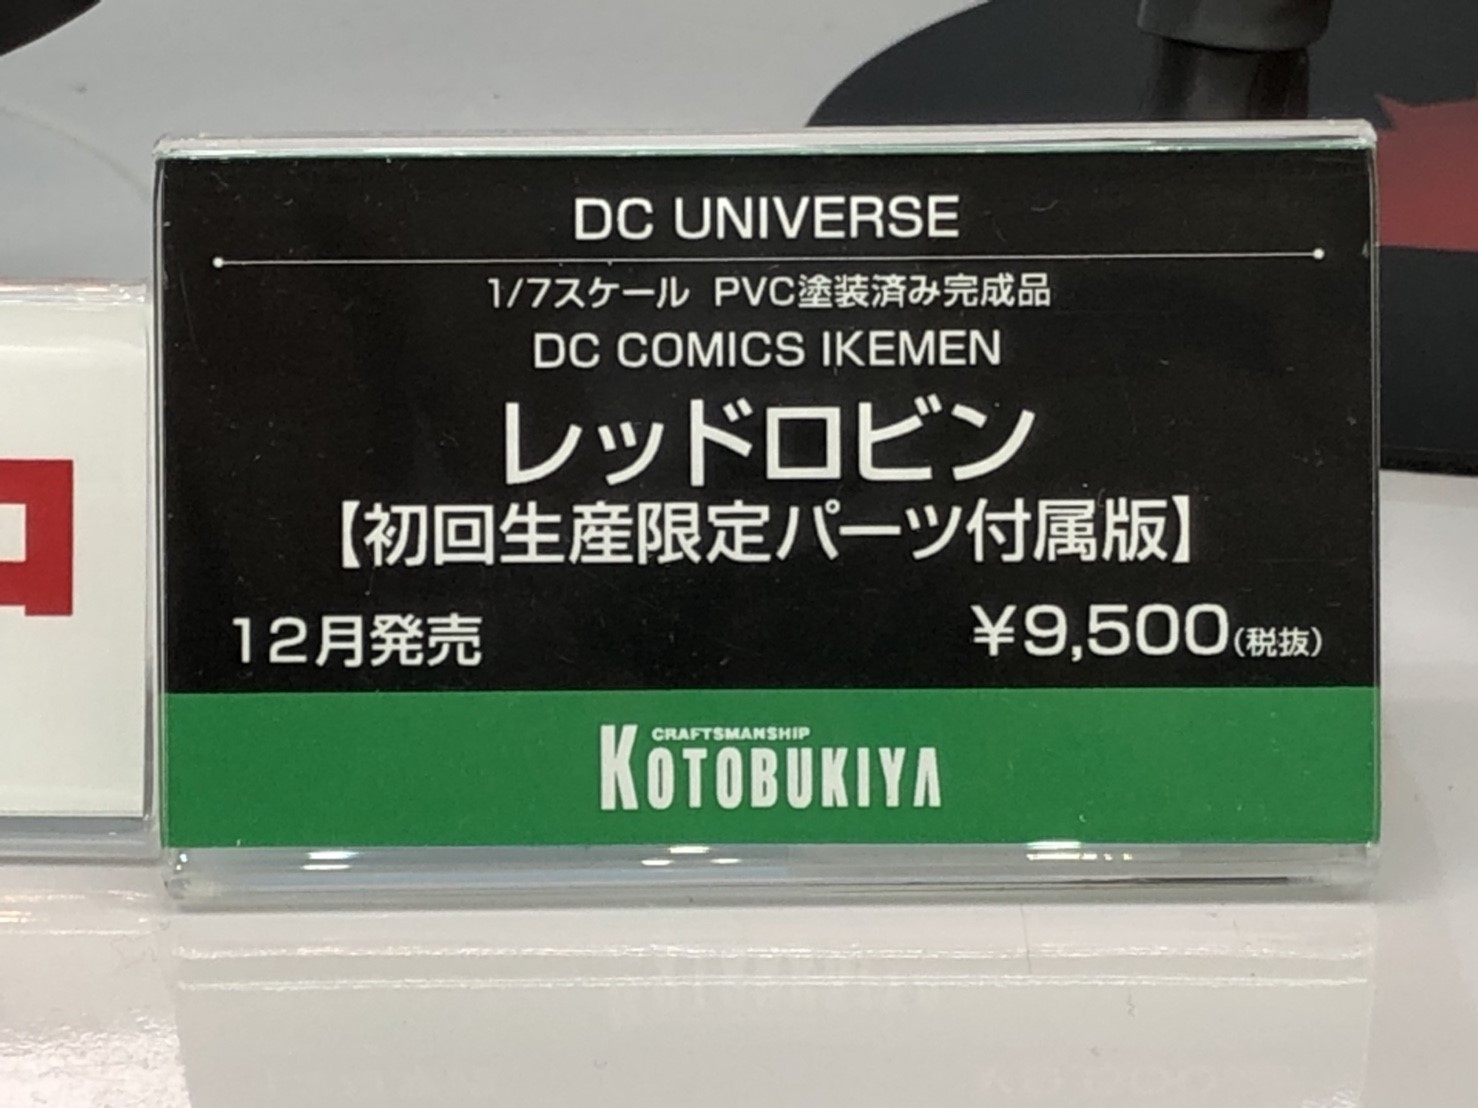 DC UNIVERSE
1/7スケール PVC塗装済み完成品
DC COMICS IKEMEN
レッドロビン
【初回生産限定パーツ付属版】
12月発売
¥9,500(税抜)
CRAFTSMANSHIP
KOTOBUKIYA